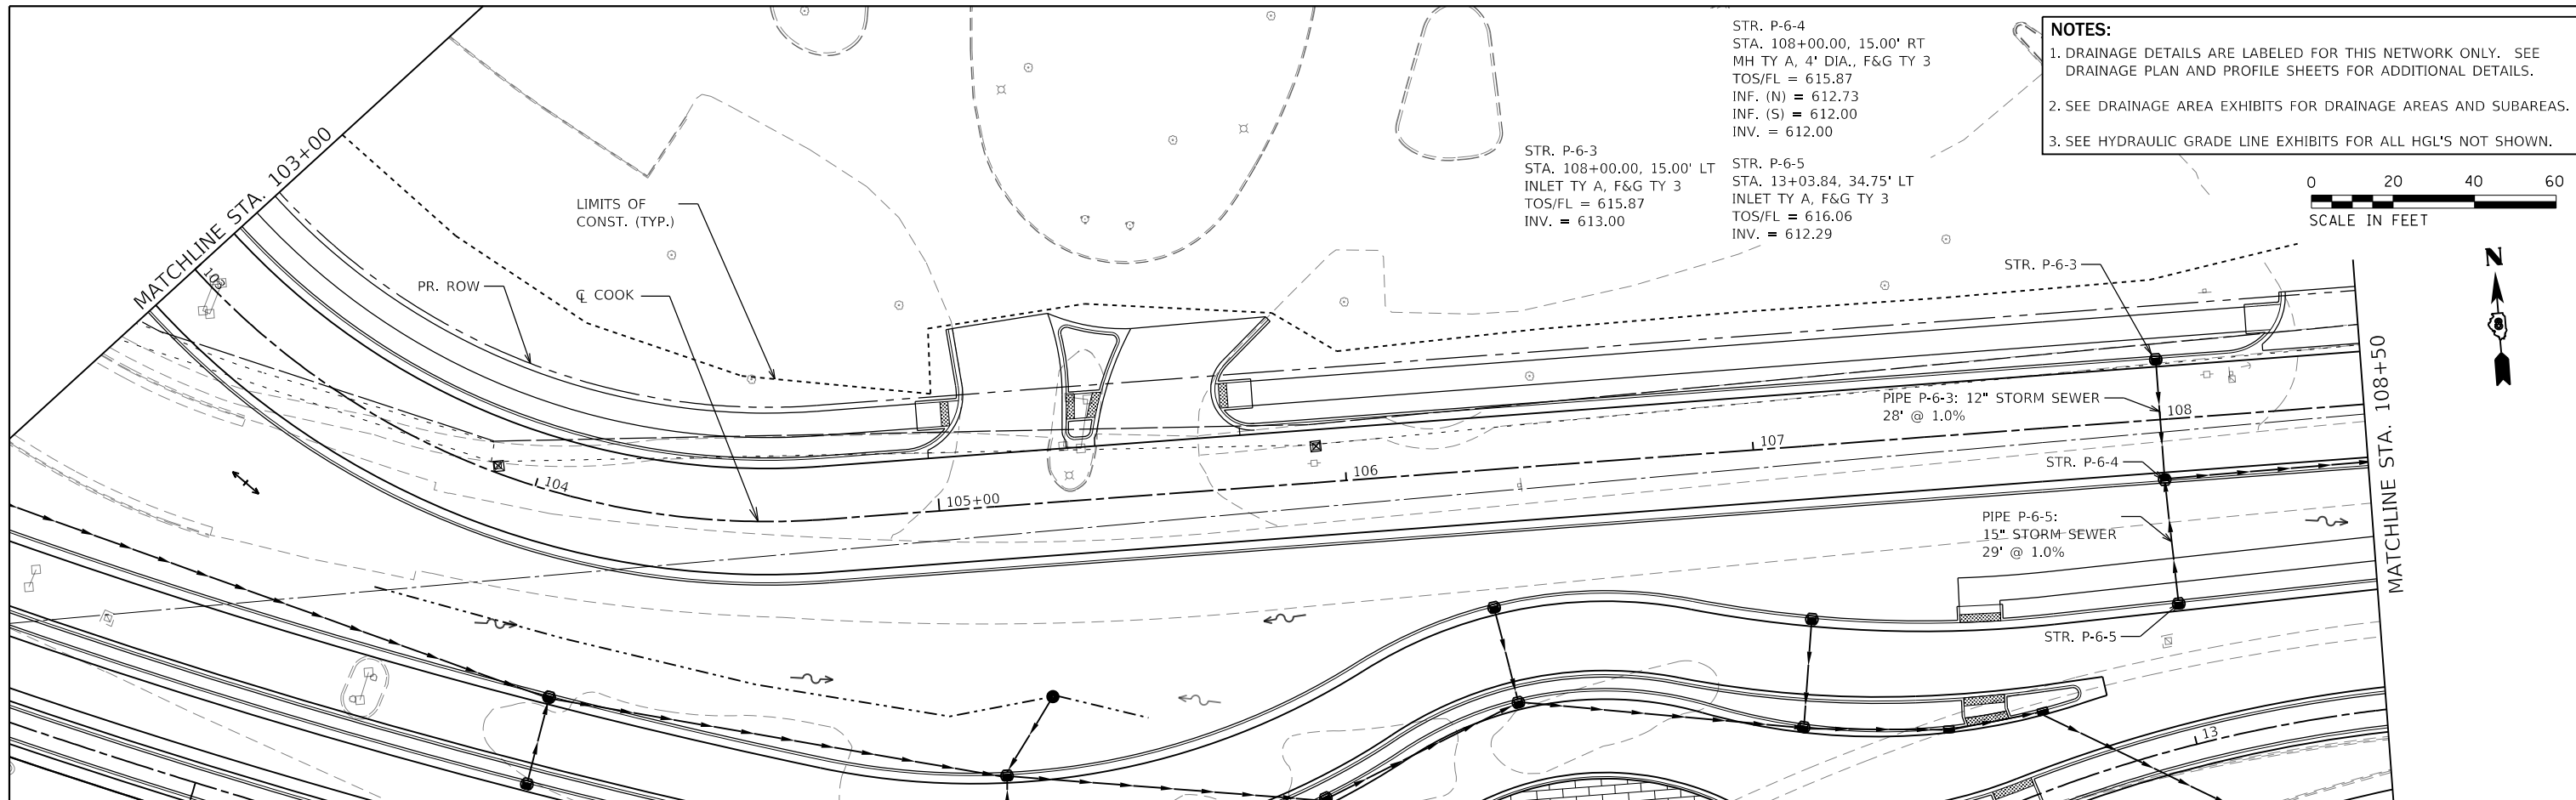 STR. P-6-4
STA. 108+00.00, 15.00' RT
MH TY A, 4' DIA., F&G TY 3
TOS/FL = 615.87
INF. (N) = 612.73
INF. (S) = 612.00
INV. = 612.00
NOTES:
1. DRAINAGE DETAILS ARE LABELED FOR THIS NETWORK ONLY. SEE
DRAINAGE PLAN AND PROFILE SHEETS FOR ADDITIONAL DETAILS.
2. SEE DRAINAGE AREA EXHIBITS FOR DRAINAGE AREAS AND SUBAREAS.
3. SEE HYDRAULIC GRADE LINE EXHIBITS FOR ALL HGL'S NOT SHOWN.
STR. P-6-3
STA. 108+00.00, 15.00' LT
INLET TY A, F&G TY 3
TOS/FL = 615.87
INV. = 613.00
STR. P-6-5
STA. 13+03.84, 34.75' LT
INLET TY A, F&G TY 3
TOS/FL = 616.06
INV. = 612.29
0 20 40 60
SCALE IN FEET
N
MATCHLINE STA. 103+00
LIMITS OF
CONST. (TYP.)
PR. ROW
℄ COOK
103
104
105+00
106
107
108
STR. P-6-3
PIPE P-6-3: 12" STORM SEWER
28' @ 1.0%
STR. P-6-4
PIPE P-6-5:
15" STORM SEWER
29' @ 1.0%
STR. P-6-5
MATCHLINE STA. 108+50
13